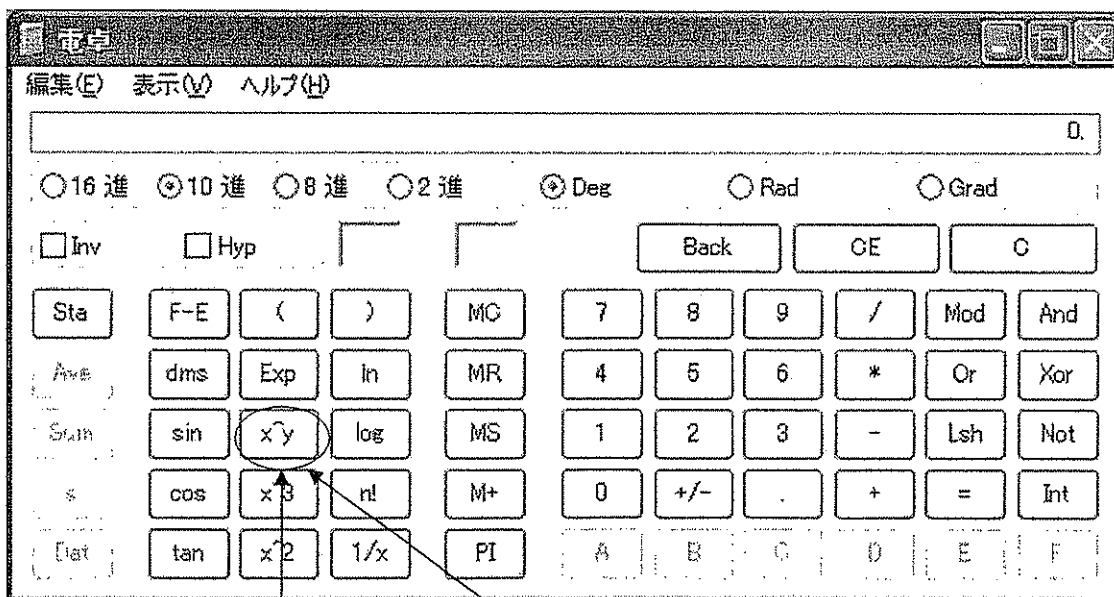 電卓
編集(E) 表示(V) ヘルプ(H)
0.
16 進 10 進 8 進 2 進 Deg Rad Grad
Inv Hyp Back CE C
Sta F-E ( ) MC 7 8 9 / Mod And
Ave dms Exp ln MR 4 5 6 * Or Xor
Sum sin x^y log MS 1 2 3 - Lsh Not
s cos x^3 n! M+ 0 +/- . + = Int
Dat tan x^2 1/x PI A B C D E F